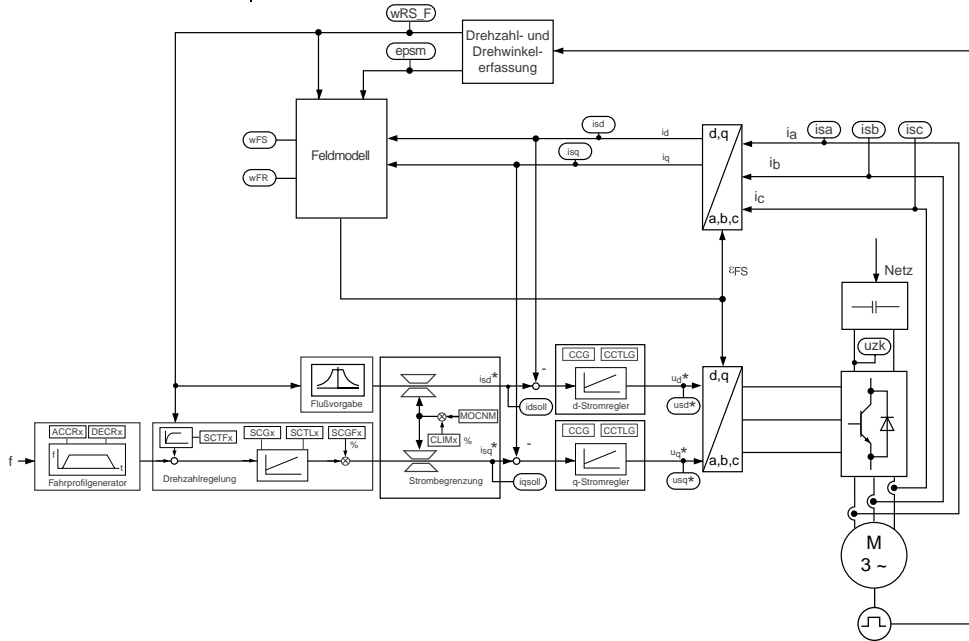 wRS_F
Drehzahl- und
Drehwinkel-
erfassung
epsm
wFS
wFR
Feldmodell
isd
isq
id
iq
d,q
a,b,c
ia
isa
isb
isc
ib
ic
εFS
Netz
uzk
CCG
CCTLG
d-Stromregler
isd*
-
idsoll
ud*
usd*
d,q
a,b,c
Flußvorgabe
MOCNM
CLIMx
%
Strombegrenzung
isq*
-
iqsoll
CCG
CCTLG
q-Stromregler
uq*
usq*
f
ACCRx
DECRx
f
t
Fahrprofilgenerator
SCTFx
SCGx
SCTLx
SCGFx
%
Drehzahlregelung
M
3 ~